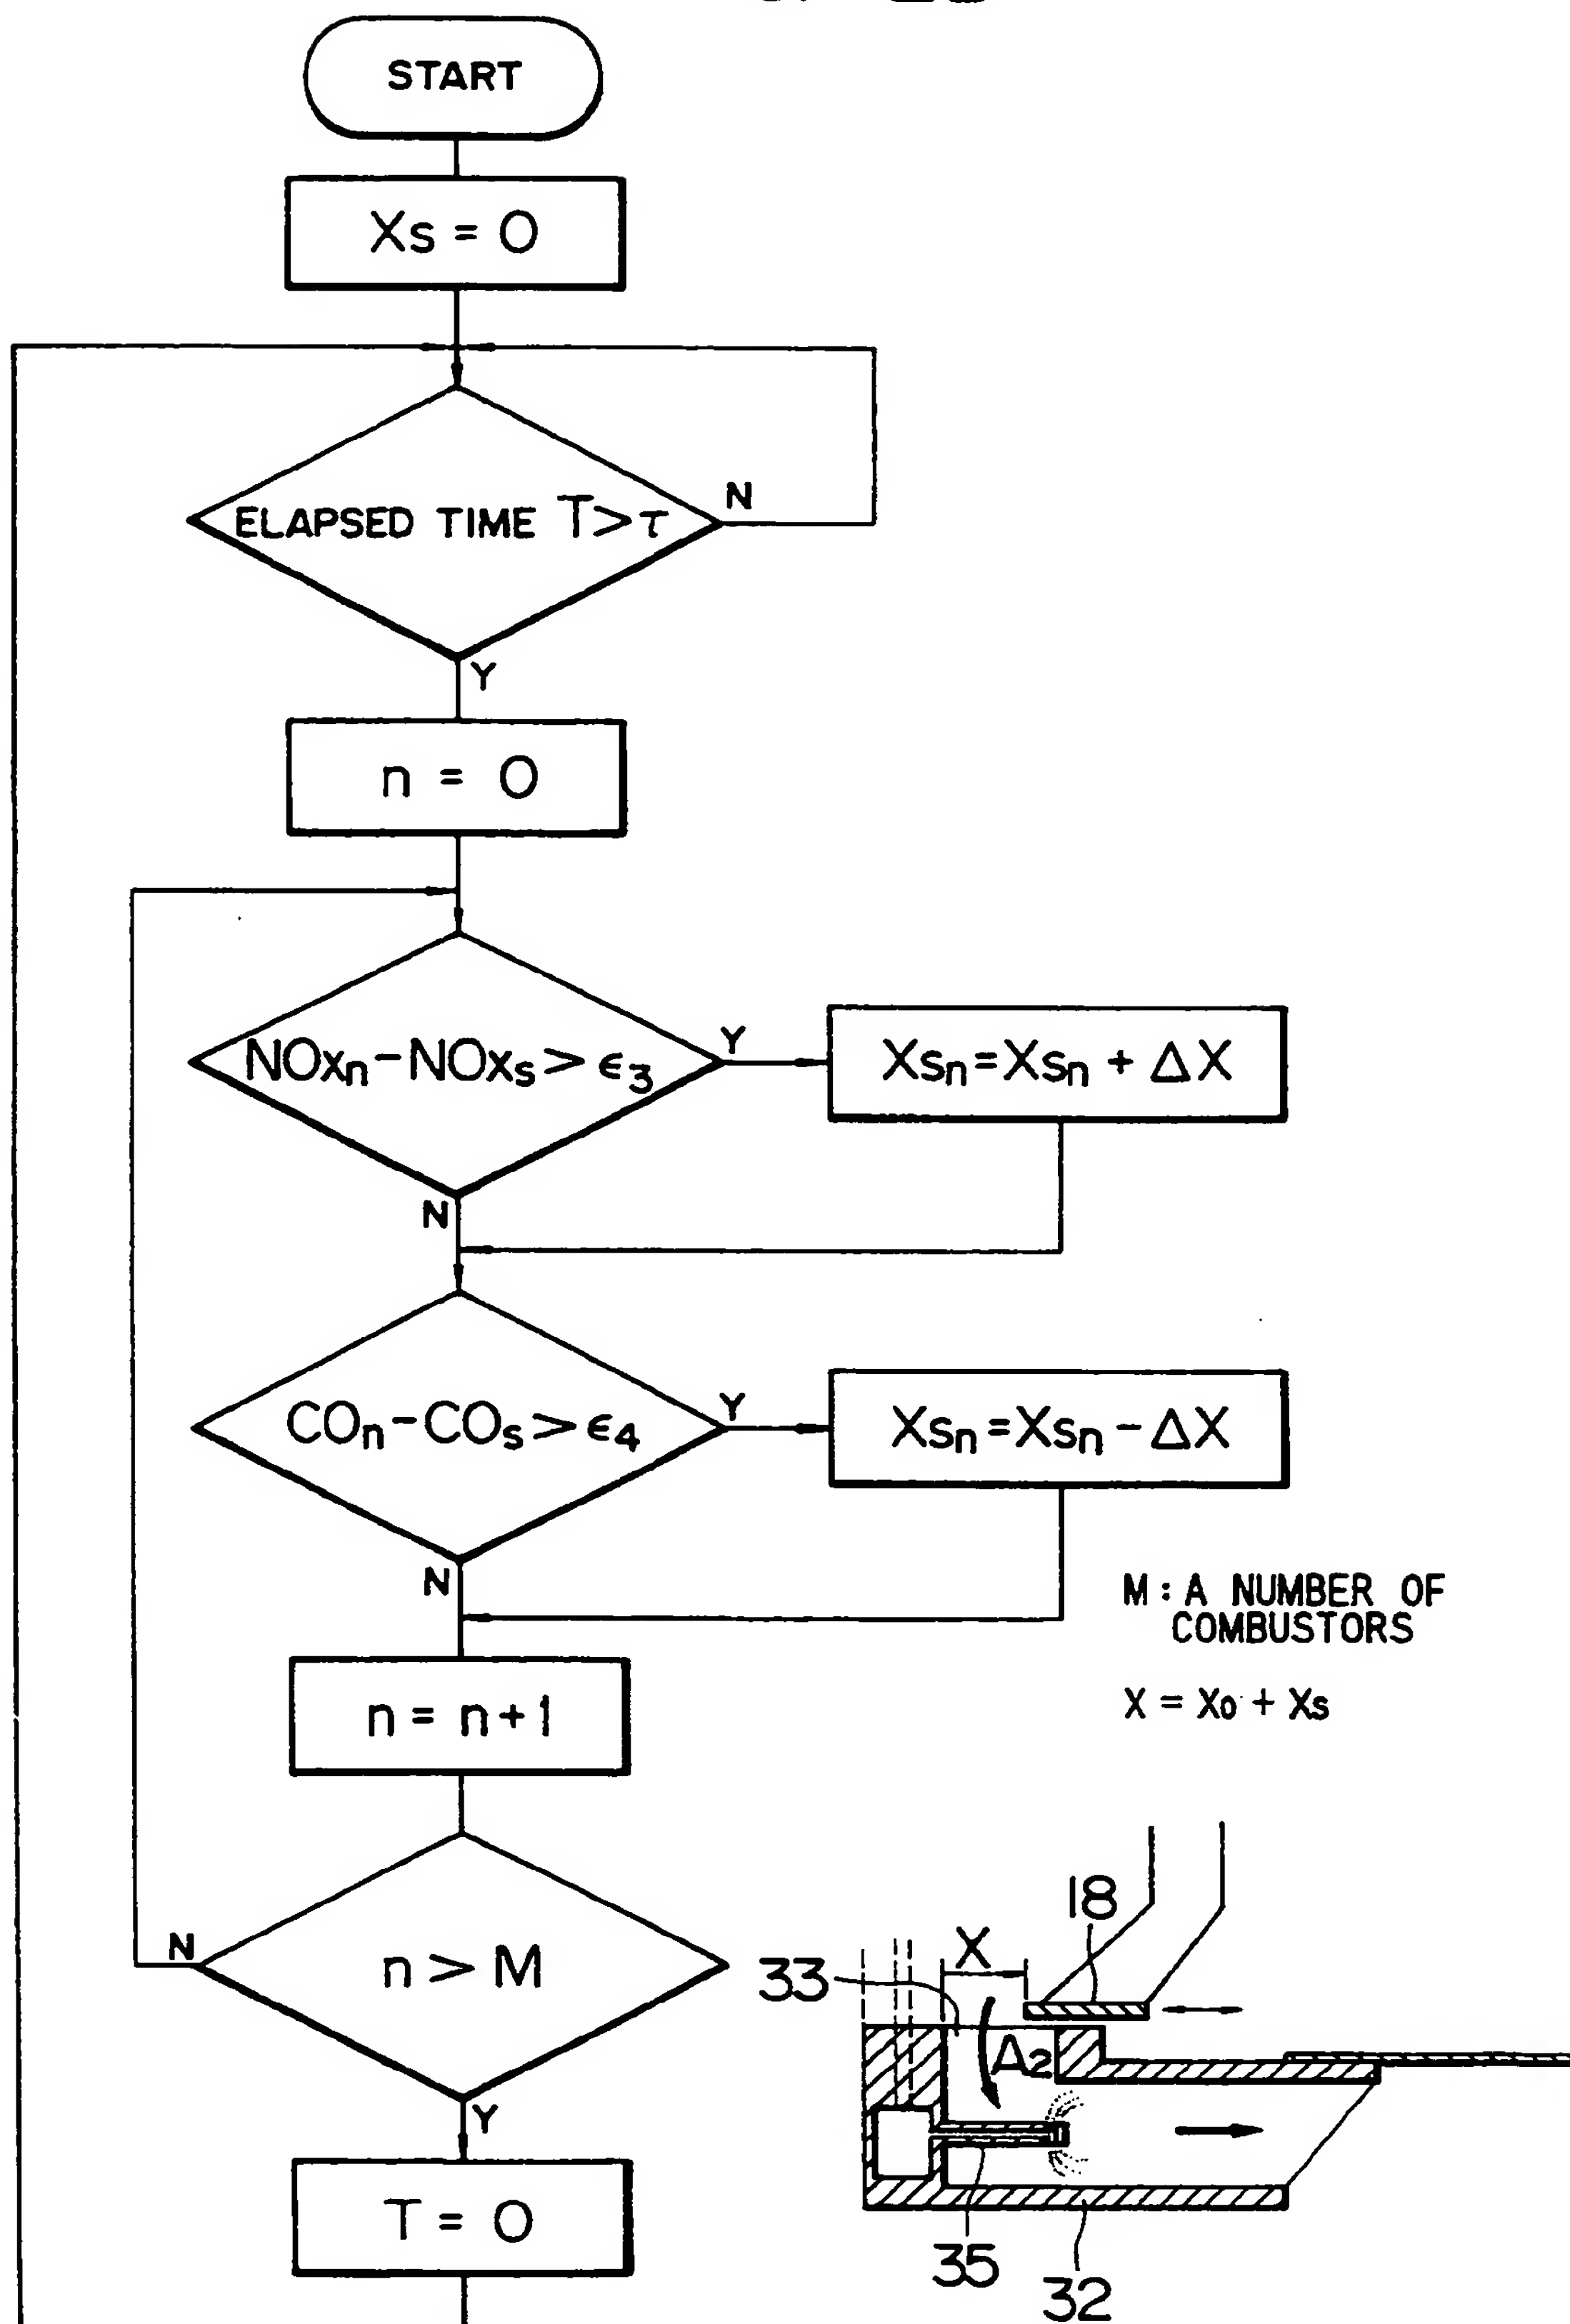 START
Xs = 0
ELAPSED TIME T>τ
N
Y
n = 0
NOxn-NOxs>ϵ3
Y
Xsn=Xsn + ΔX
N
COn-COs>ϵ4
Y
Xsn=Xsn-ΔX
N
M : A NUMBER OF
COMBUSTORS
n = n+1
X = Xo + Xs
n > M
N
Y
T = 0
18
X
33
A2
35
32